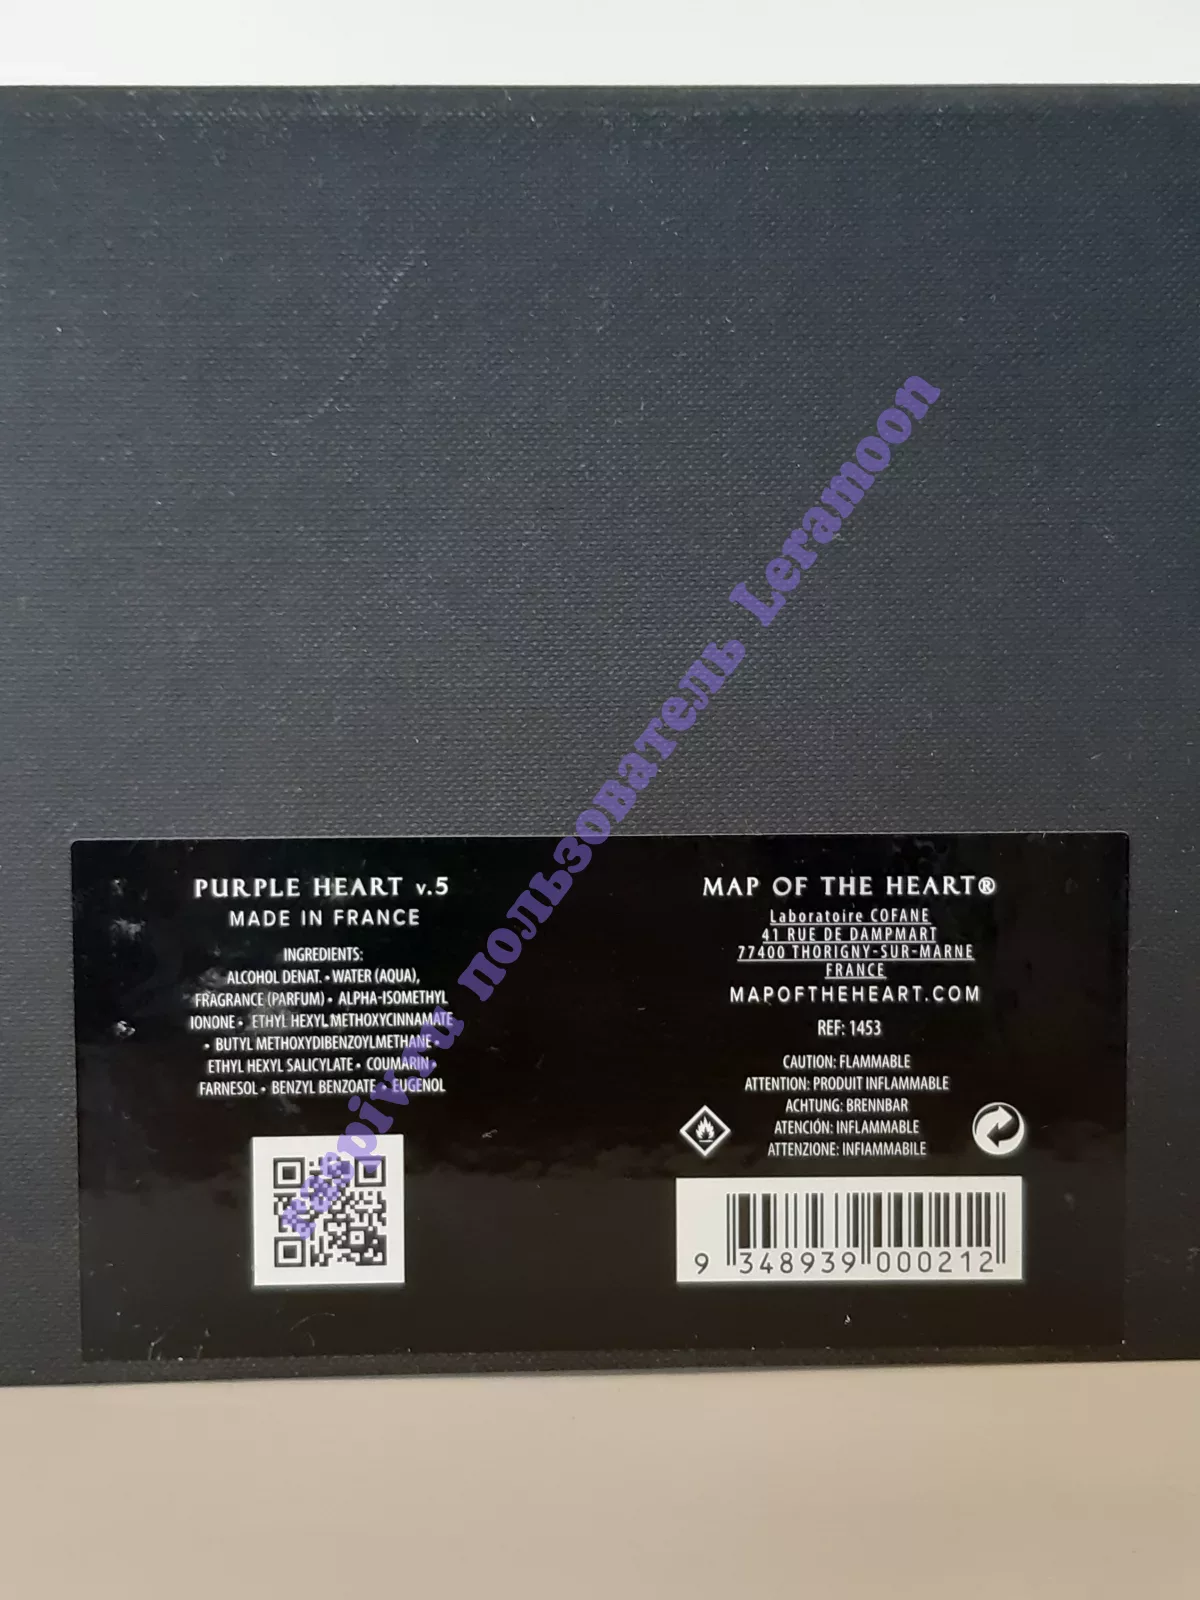 PURPLE HEART v.5
MADE IN FRANCE
INGREDIENTS:
ALCOHOL DENAT. • WATER (AQUA),
FRAGRANCE (PARFUM) • ALPHA-ISOMETHYL
IONONE • ETHYL HEXYL METHOXYCINNAMATE
• BUTYL METHOXYDIBENZOYLMETHANE •
ETHYL HEXYL SALICYLATE • COUMARIN •
FARNESOL • BENZYL BENZOATE • EUGENOL
MAP OF THE HEART®
Laboratoire COFANE
41 RUE DE DAMPMART
77400 THORIGNY-SUR-MARNE
FRANCE
MAPOFTHEHEART.COM
REF: 1453
CAUTION: FLAMMABLE
ATTENTION: PRODUIT INFLAMMABLE
ACHTUNG: BRENNBAR
ATENCIÓN: INFLAMMABLE
ATTENZIONE: INFIAMMABILE
9 348939 000212
recpiv.ru пользователь Leramoon